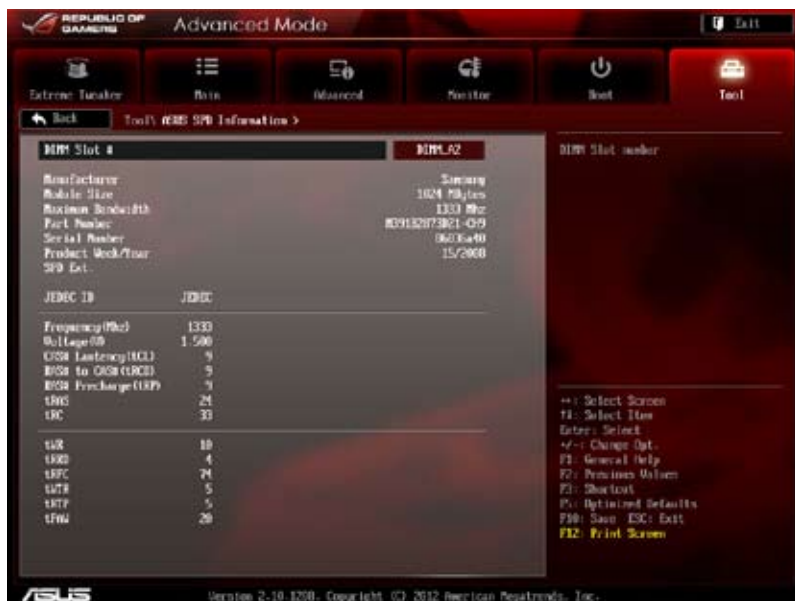 REPUBLIC OF GAMERS
Advanced Mode
Exit
Extreme Tweaker Main Advanced Monitor Boot Tool
Back Tool\ ASUS SPD Information >
DIMM Slot # DIMM_A2
Manufacturer Samsung
Module Size 1024 MBytes
Maximum Bandwidth 1333 Mhz
Part Number
Serial Number
Product Week/Year 15/2008
SPD Ext.
JEDEC ID JEDEC
Frequency(Mhz) 1333
Voltage(V) 1.500
CAS# Lantency(tCL) 9
RAS# to CAS#(tRCD) 9
RAS# Precharge(tRP) 9
tRAS 24
tRC 33
tWR 10
tRRD 4
tRFC 74
tWTR 5
tRTP 5
tFAW 20
DIMM Slot number
: Select Screen
: Select Item
Enter: Select
+/-: Change Opt.
F1: General Help
F2: Previous Values
F3: Shortcut
F5: Optimized Defaults
F10: Save ESC: Exit
F12: Print Screen
ASUS
Version 2.10.1208. Copyright (C) 2012 American Megatrends, Inc.